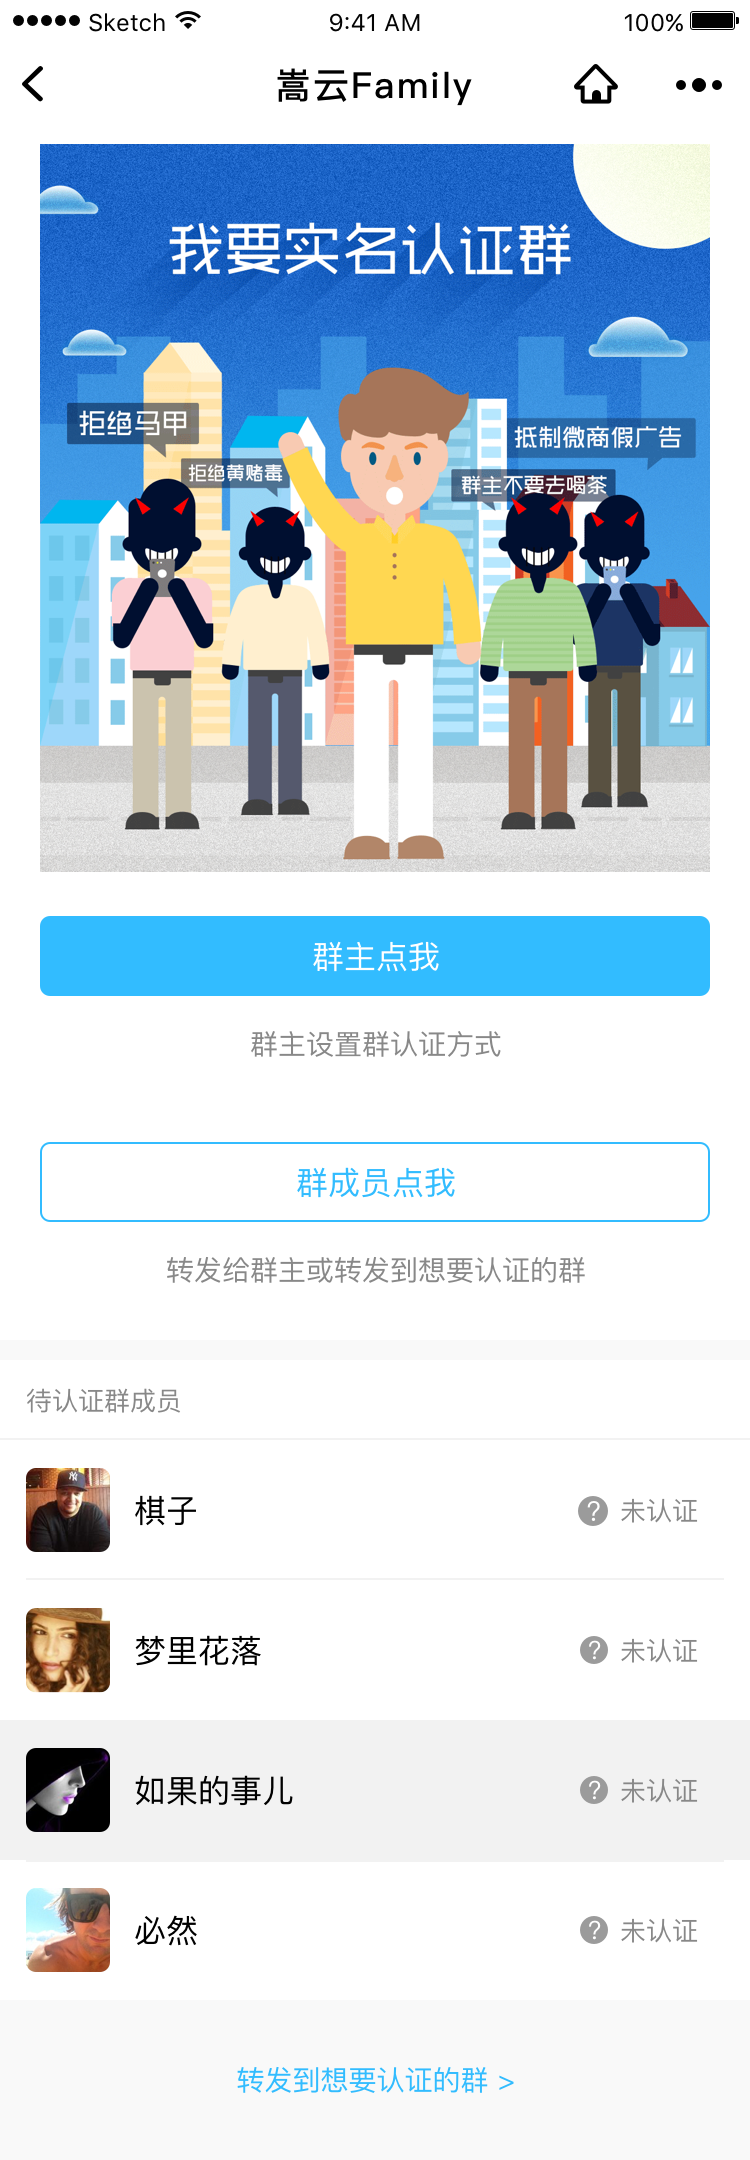 ●●●●● Sketch 9:41 AM 100%
嵩云Family
我要实名认证群
拒绝马甲
抵制微商假广告
拒绝黄赌毒
群主不要去喝茶
群主点我
群主设置群认证方式
群成员点我
转发给群主或转发到想要认证的群
待认证群成员
棋子 ? 未认证
梦里花落 ? 未认证
如果的事儿 ? 未认证
必然 ? 未认证
转发到想要认证的群 >